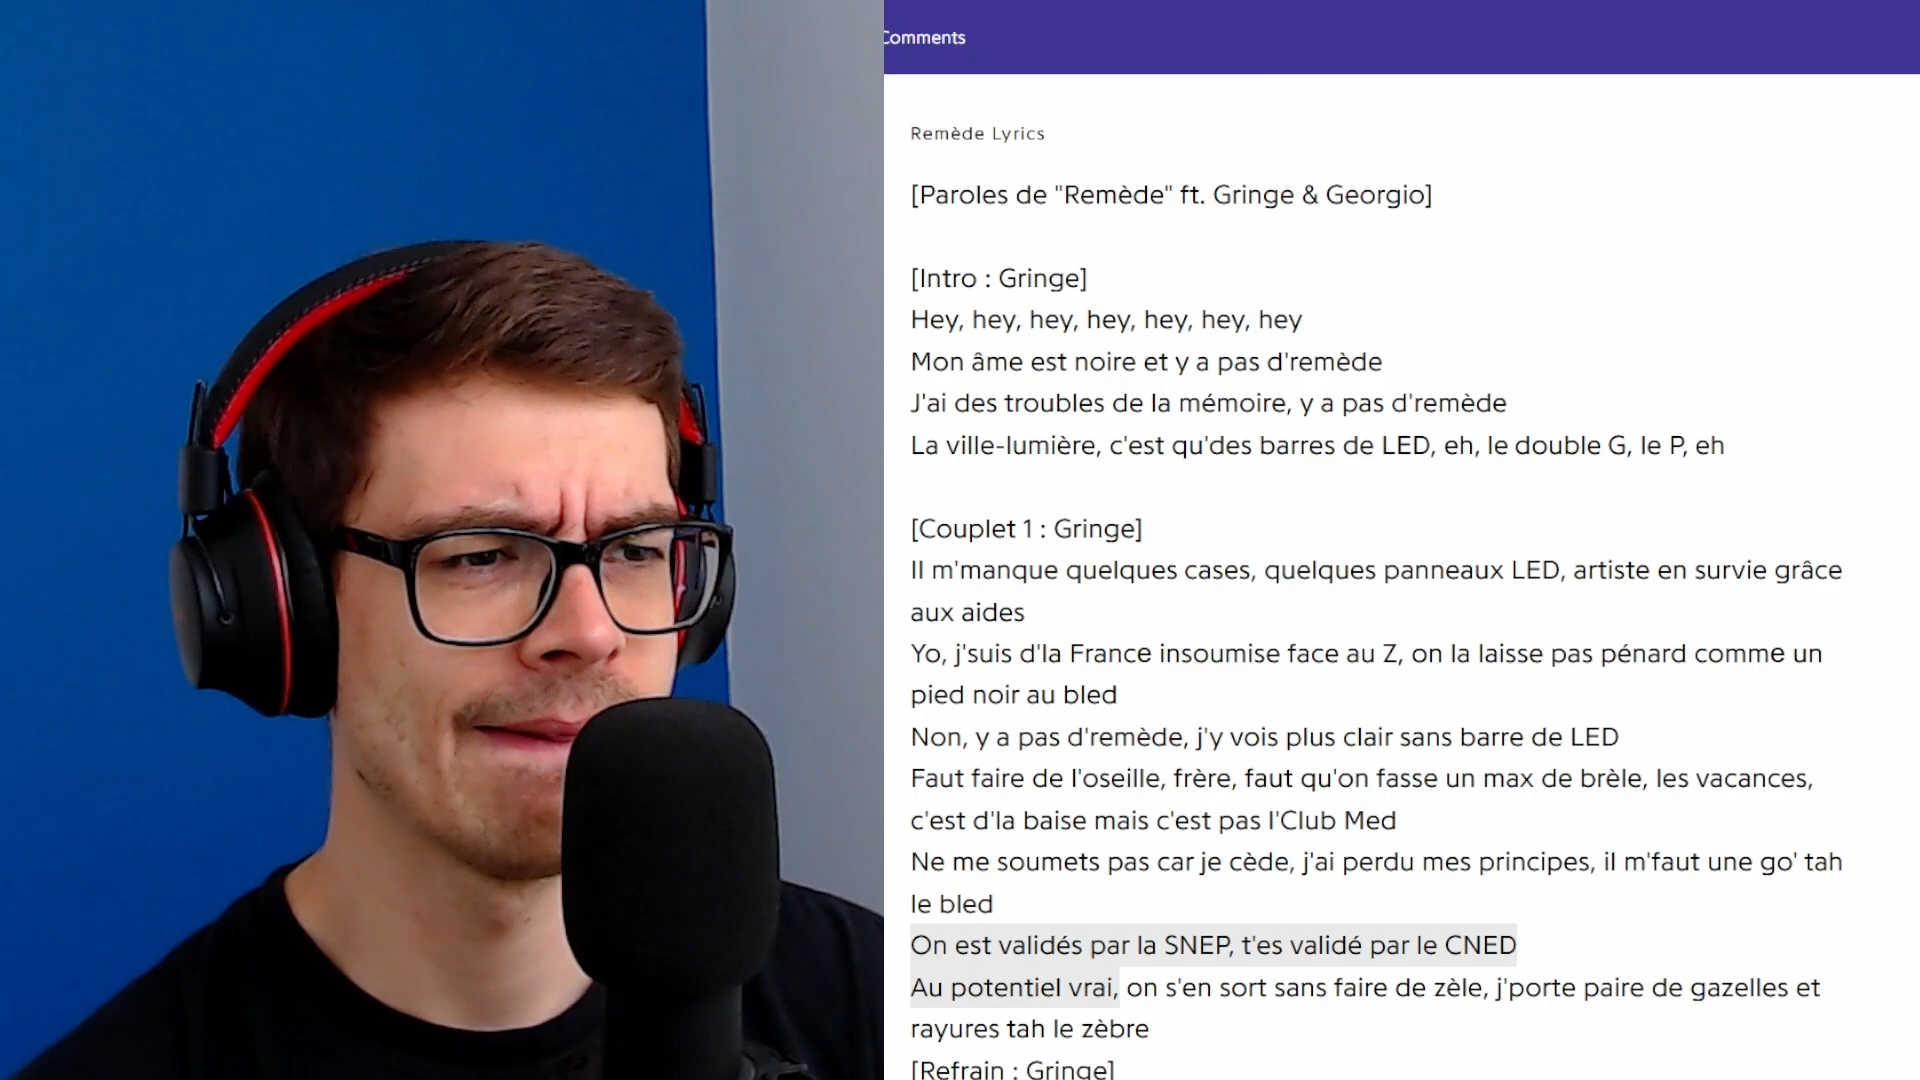 Comments
Remède Lyrics
[Paroles de "Remède" ft. Gringe & Georgio]
[Intro : Gringe]
Hey, hey, hey, hey, hey, hey, hey
Mon âme est noire et y a pas d'remède
J'ai des troubles de la mémoire, y a pas d'remède
La ville-lumière, c'est qu'des barres de LED, eh, le double G, le P, eh
[Couplet 1 : Gringe]
Il m'manque quelques cases, quelques panneaux LED, artiste en survie grâce
aux aides
Yo, j'suis d'la France insoumise face au Z, on la laisse pas pénard comme un
pied noir au bled
Non, y a pas d'remède, j'y vois plus clair sans barre de LED
Faut faire de l'oseille, frère, faut qu'on fasse un max de brèle, les vacances,
c'est d'la baise mais c'est pas l'Club Med
Ne me soumets pas car je cède, j'ai perdu mes principes, il m'faut une go' tah
le bled
On est validés par la SNEP, t'es validé par le CNED
Au potentiel vrai, on s'en sort sans faire de zèle, j'porte paire de gazelles et
rayures tah le zèbre
[Refrain : Gringe]